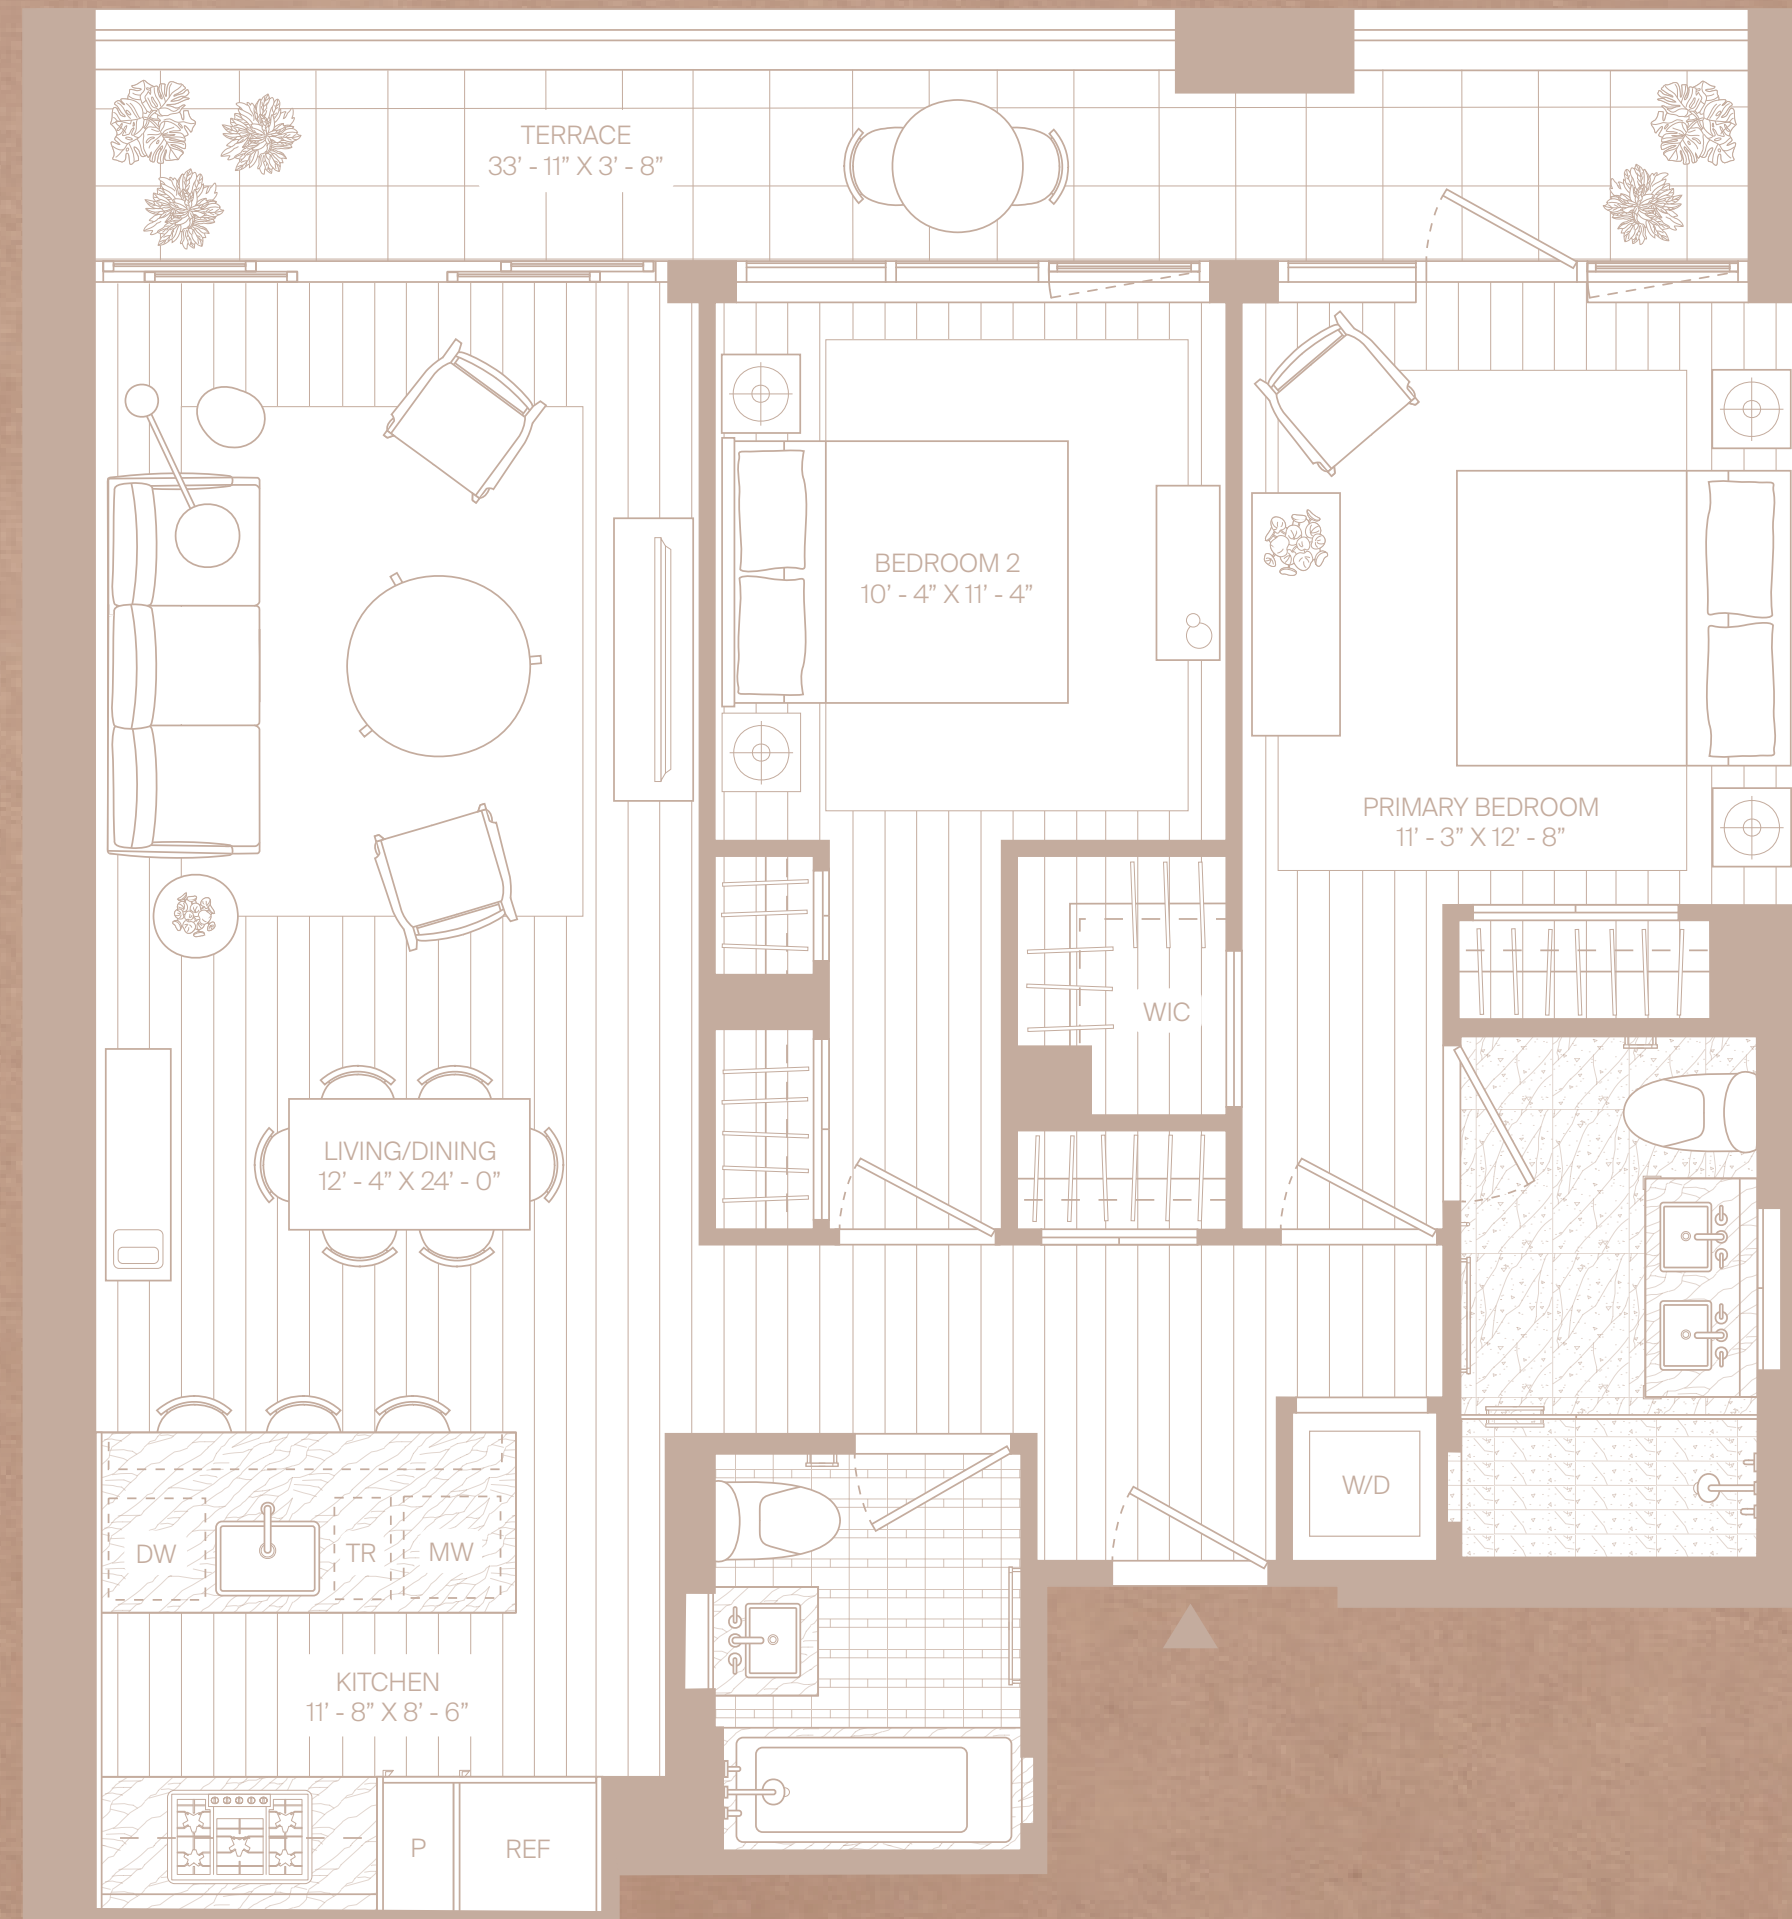 TERRACE
33’ - 11” X 3’ - 8”
BEDROOM 2
10’ - 4” X 11’ - 4”
PRIMARY BEDROOM
11’ - 3” X 12’ - 8”
WIC
LIVING/DINING
12’ - 4” X 24’ - 0”
W/D
DW
TR
MW
KITCHEN
11’ - 8” X 8’ - 6”
P
REF